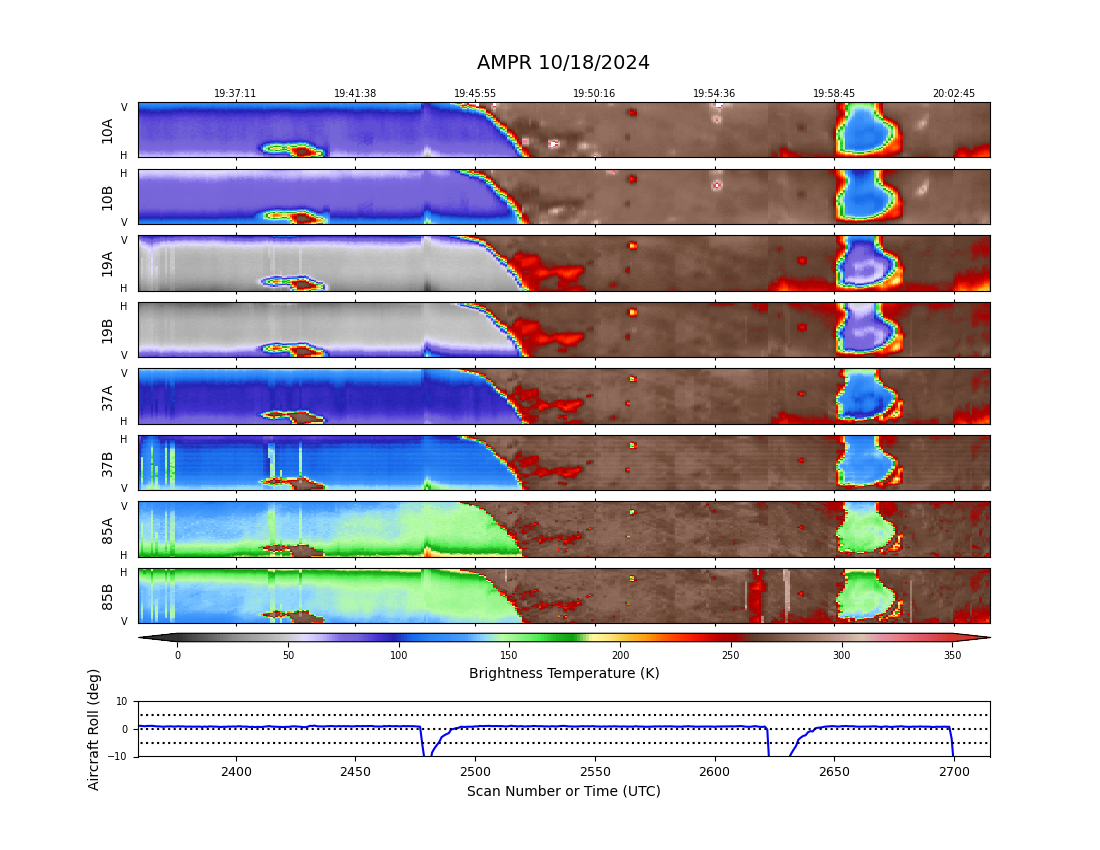 AMPR 10/18/2024
19:37:11 19:41:38 19:45:55 19:50:16 19:54:36 19:58:45 20:02:45
V
10A
H
H
10B
V
V
19A
H
H
19B
V
V
37A
H
H
37B
V
V
85A
H
H
85B
V
0 50 100 150 200 250 300 350
Brightness Temperature (K)
Aircraft Roll (deg)
10
0
−10
2400 2450 2500 2550 2600 2650 2700
Scan Number or Time (UTC)